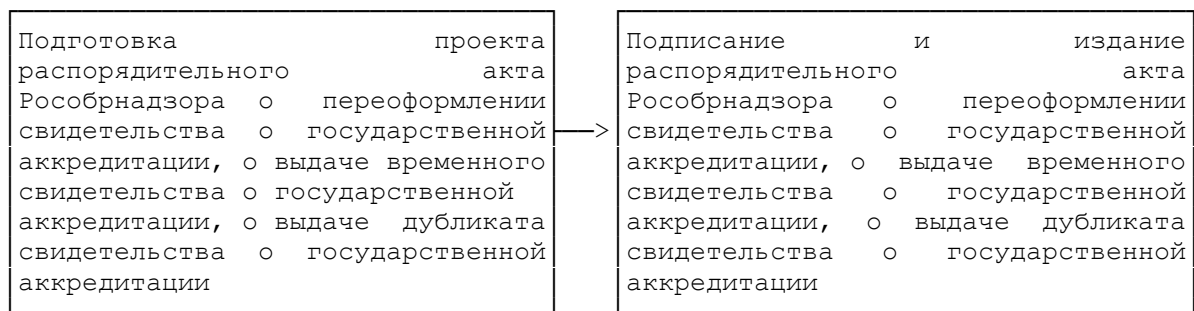 Подготовка проекта
распорядительного акта
Рособрнадзора о переоформлении
свидетельства о государственной
аккредитации, о выдаче временного
свидетельства о государственной
аккредитации, о выдаче дубликата
свидетельства о государственной
аккредитации
Подписание и издание
распорядительного акта
Рособрнадзора о переоформлении
свидетельства о государственной
аккредитации, о выдаче временного
свидетельства о государственной
аккредитации, о выдаче дубликата
свидетельства о государственной
аккредитации